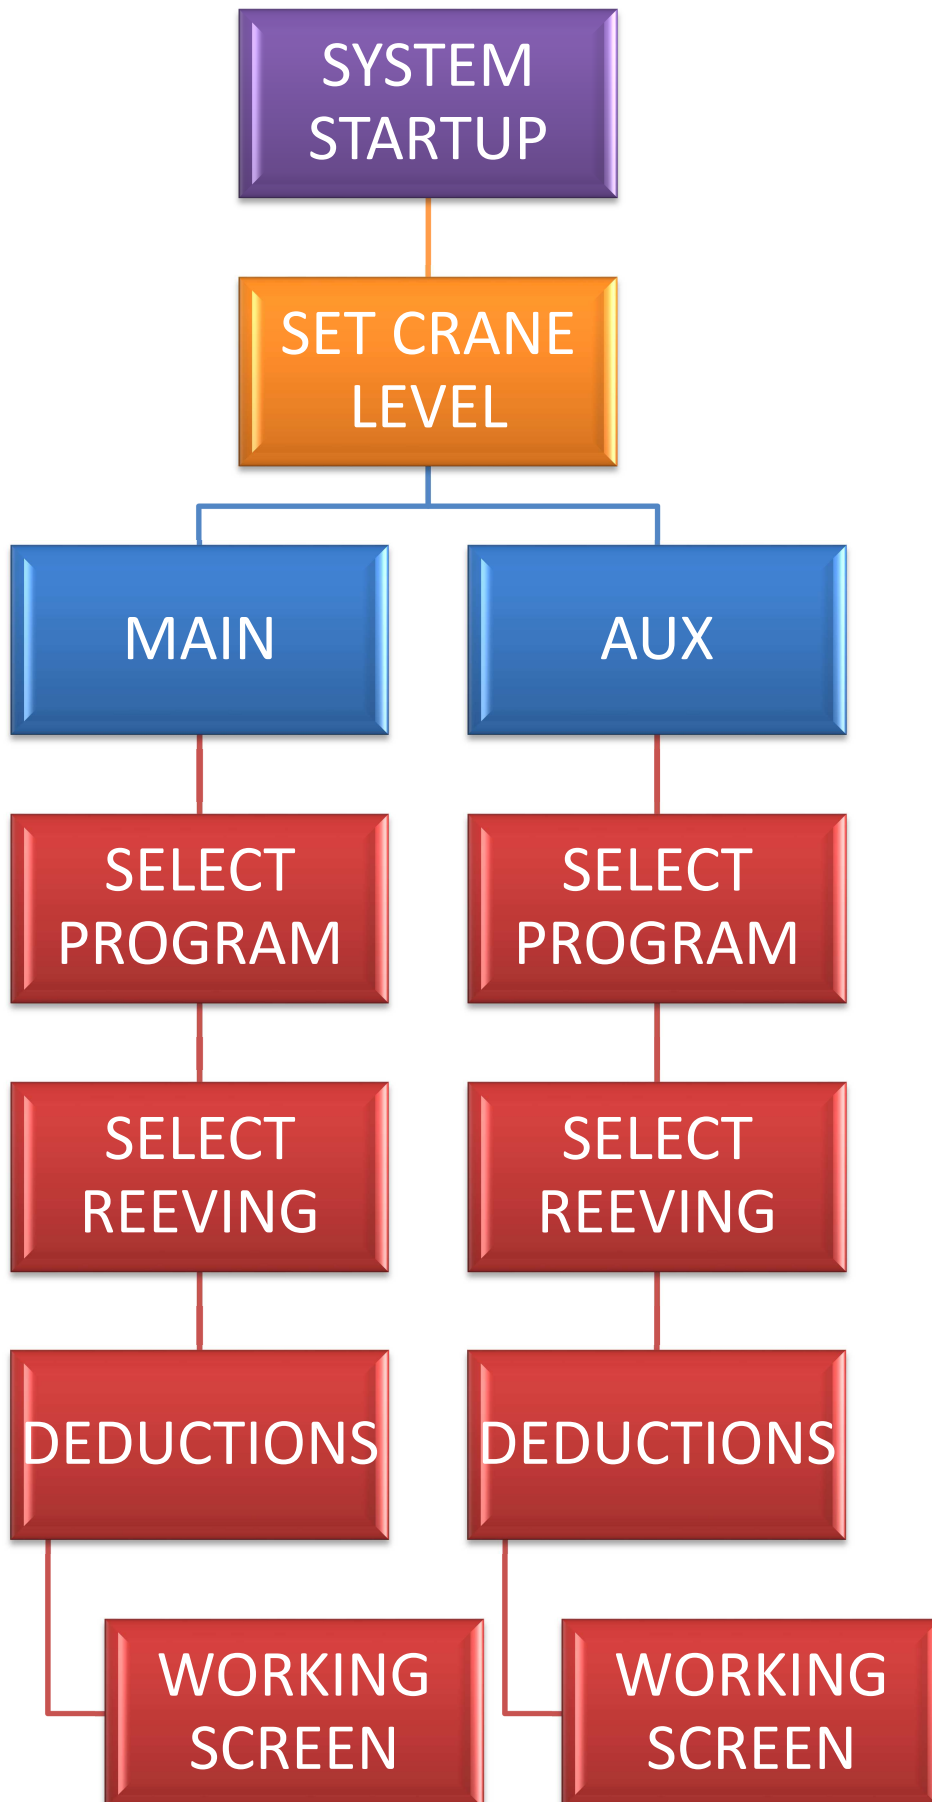 SYSTEM
STARTUP
SET CRANE
LEVEL
MAIN
AUX
SELECT
PROGRAM
SELECT
PROGRAM
SELECT
REEVING
SELECT
REEVING
DEDUCTIONS
DEDUCTIONS
WORKING
SCREEN
WORKING
SCREEN